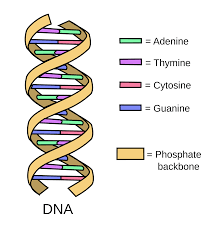 = Adenine
= Thymine
= Cytosine
= Guanine
= Phosphate
backbone
DNA